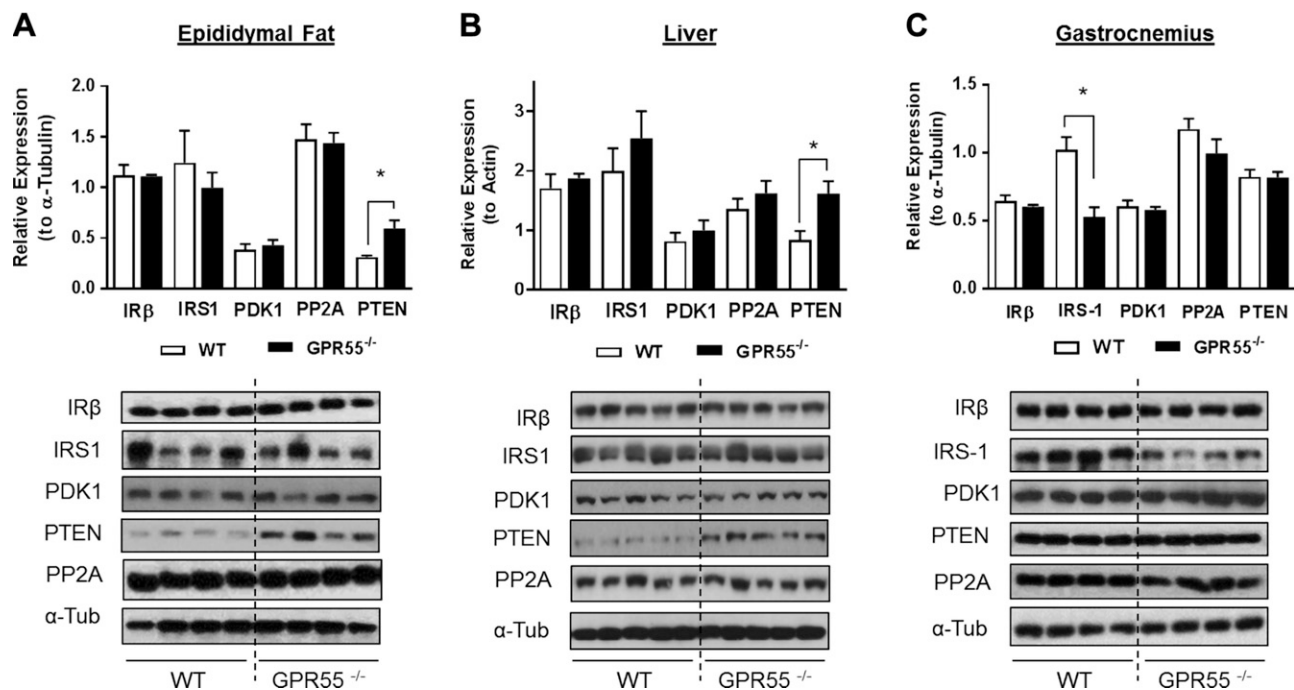 A
Epididymal Fat
Relative Expression
(to α-Tubulin)
2.0
1.5
1.0
0.5
0.0
*
IRβ IRS1 PDK1 PP2A PTEN
WT GPR55-/-
IRβ
IRS1
PDK1
PTEN
PP2A
α-Tub
WT GPR55 -/-
B
Liver
Relative Expression
(to Actin)
3
2
1
0
*
IRβ IRS1 PDK1 PP2A PTEN
WT GPR55-/-
IRβ
IRS1
PDK1
PTEN
PP2A
α-Tub
WT GPR55 -/-
C
Gastrocnemius
Relative Expression
(to α-Tubulin)
1.5
1.0
0.5
0.0
*
IRβ IRS-1 PDK1 PP2A PTEN
WT GPR55-/-
IRβ
IRS-1
PDK1
PTEN
PP2A
α-Tub
WT GPR55 -/-